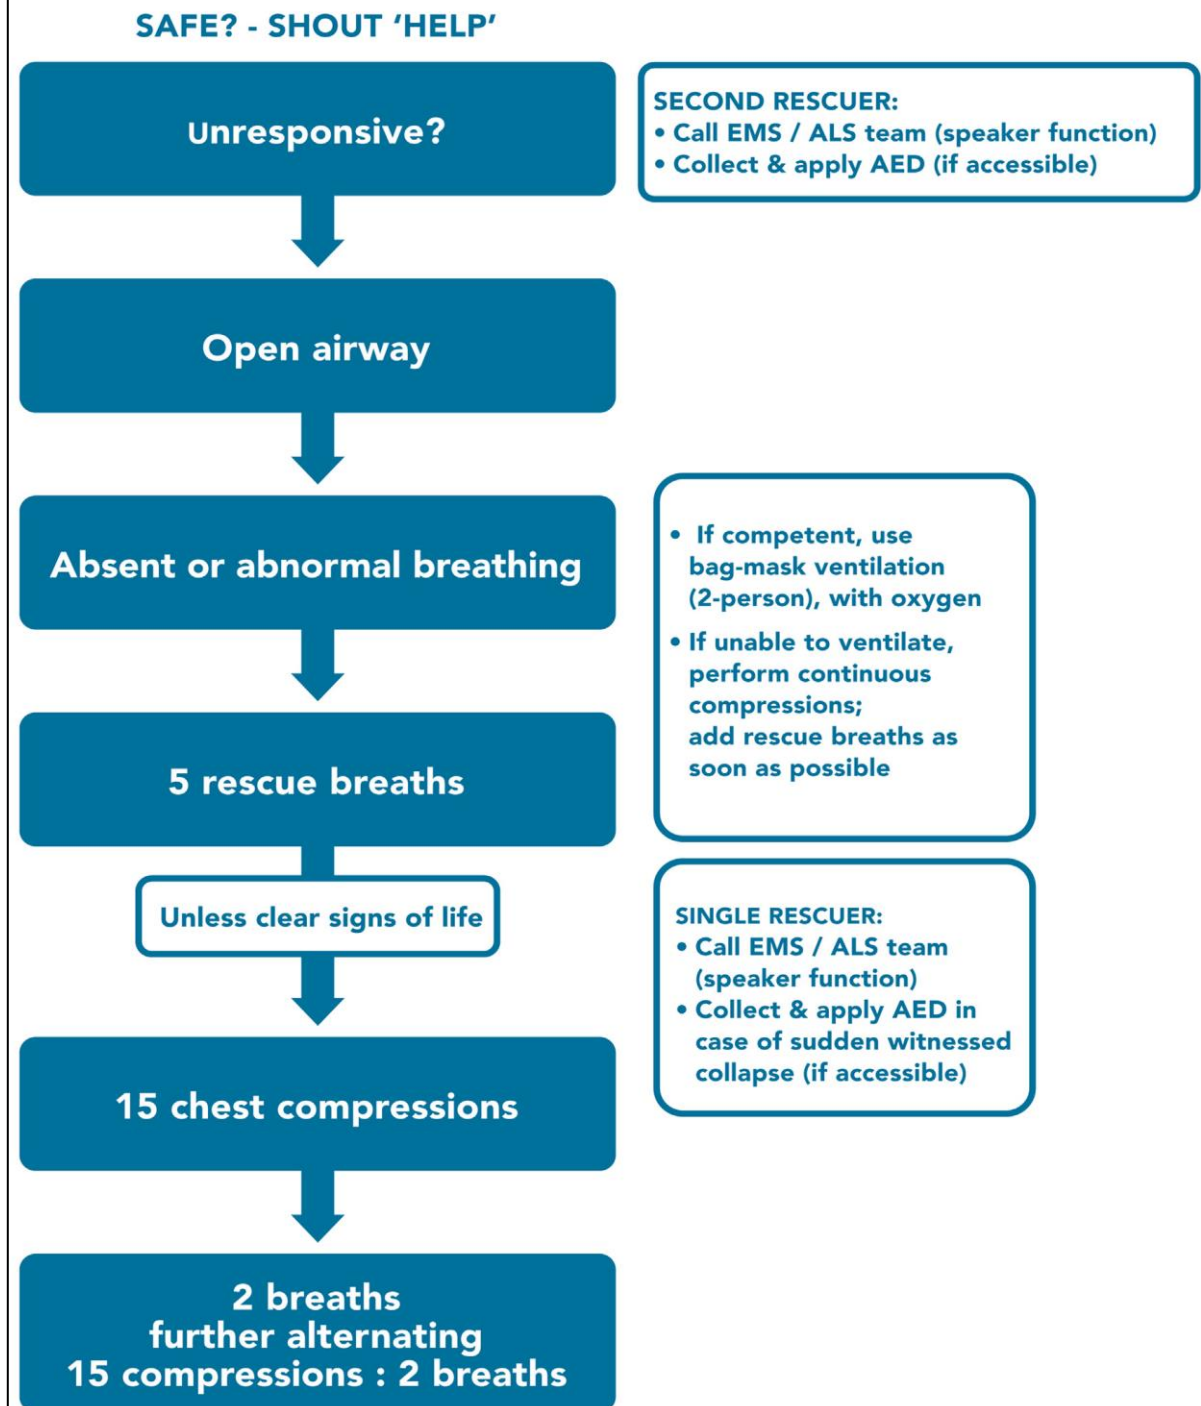 SAFE? - SHOUT ‘HELP’
Unresponsive?
SECOND RESCUER:
• Call EMS / ALS team (speaker function)
• Collect & apply AED (if accessible)
Open airway
Absent or abnormal breathing
• If competent, use
bag-mask ventilation
(2-person), with oxygen
• If unable to ventilate,
perform continuous
compressions;
add rescue breaths as
soon as possible
5 rescue breaths
Unless clear signs of life
SINGLE RESCUER:
• Call EMS / ALS team
(speaker function)
• Collect & apply AED in
case of sudden witnessed
collapse (if accessible)
15 chest compressions
2 breaths
further alternating
15 compressions : 2 breaths